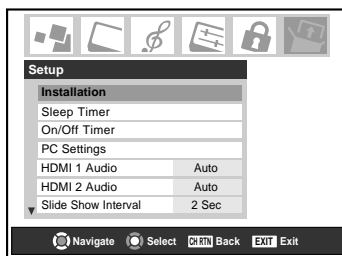 Setup
Installation
Sleep Timer
On/Off Timer
PC Settings
HDMI 1 Audio Auto
HDMI 2 Audio Auto
Slide Show Interval 2 Sec
Navigate Select CH RTN Back EXIT Exit